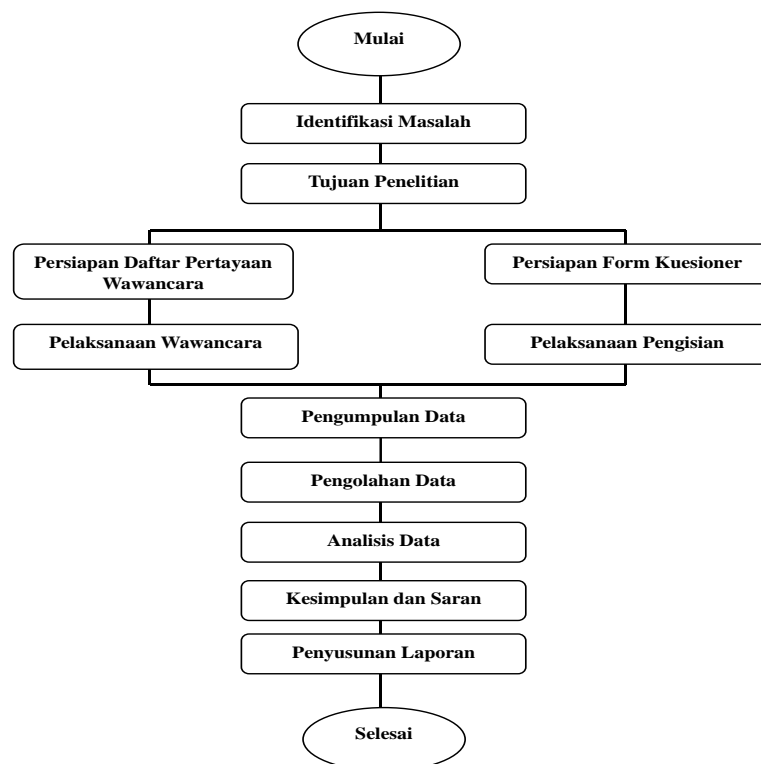 Mulai
Identifikasi Masalah
Tujuan Penelitian
Persiapan Daftar Pertayaan
Wawancara
Persiapan Form Kuesioner
Pelaksanaan Wawancara
Pelaksanaan Pengisian
Pengumpulan Data
Pengolahan Data
Analisis Data
Kesimpulan dan Saran
Penyusunan Laporan
Selesai